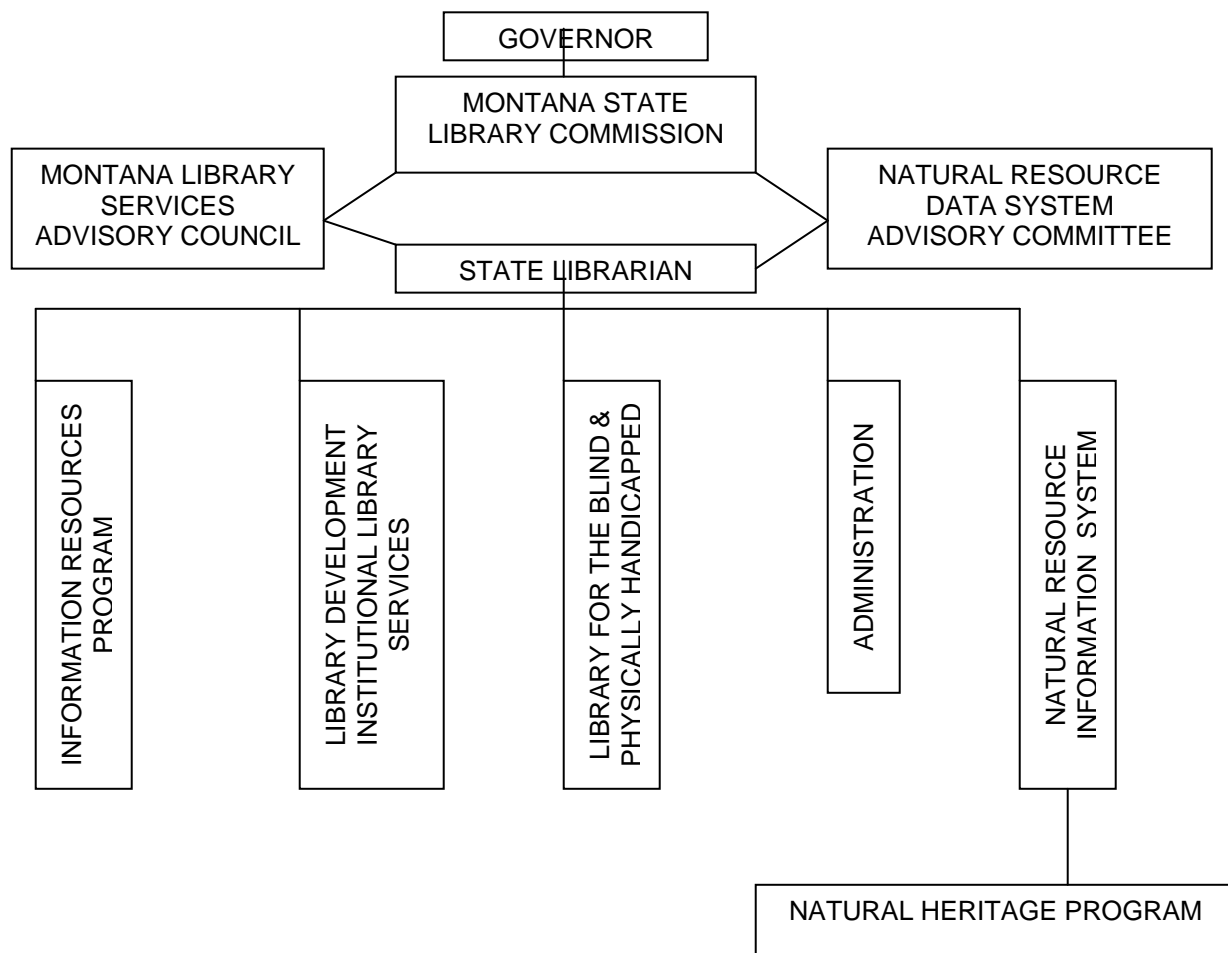 GOVERNOR
MONTANA STATE
LIBRARY COMMISSION
MONTANA LIBRARY
SERVICES
ADVISORY COUNCIL
NATURAL RESOURCE
DATA SYSTEM
ADVISORY COMMITTEE
STATE LIBRARIAN
INFORMATION RESOURCES
PROGRAM
LIBRARY DEVELOPMENT
INSTITUTIONAL LIBRARY
SERVICES
LIBRARY FOR THE BLIND &
PHYSICALLY HANDICAPPED
ADMINISTRATION
NATURAL RESOURCE
INFORMATION SYSTEM
NATURAL HERITAGE PROGRAM